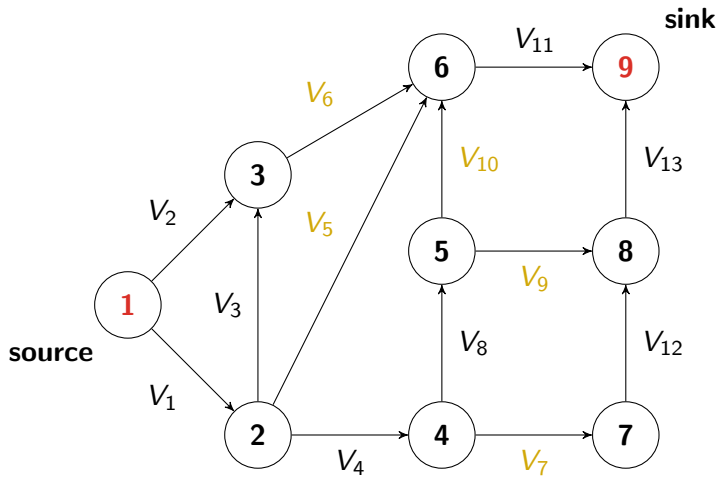 sink
V₁₁
6
9
V₆
V₁₀
V₁₃
3
V₂
V₅
5
8
V₉
1
V₃
source
V₈
V₁₂
V₁
2
4
7
V₄
V₇